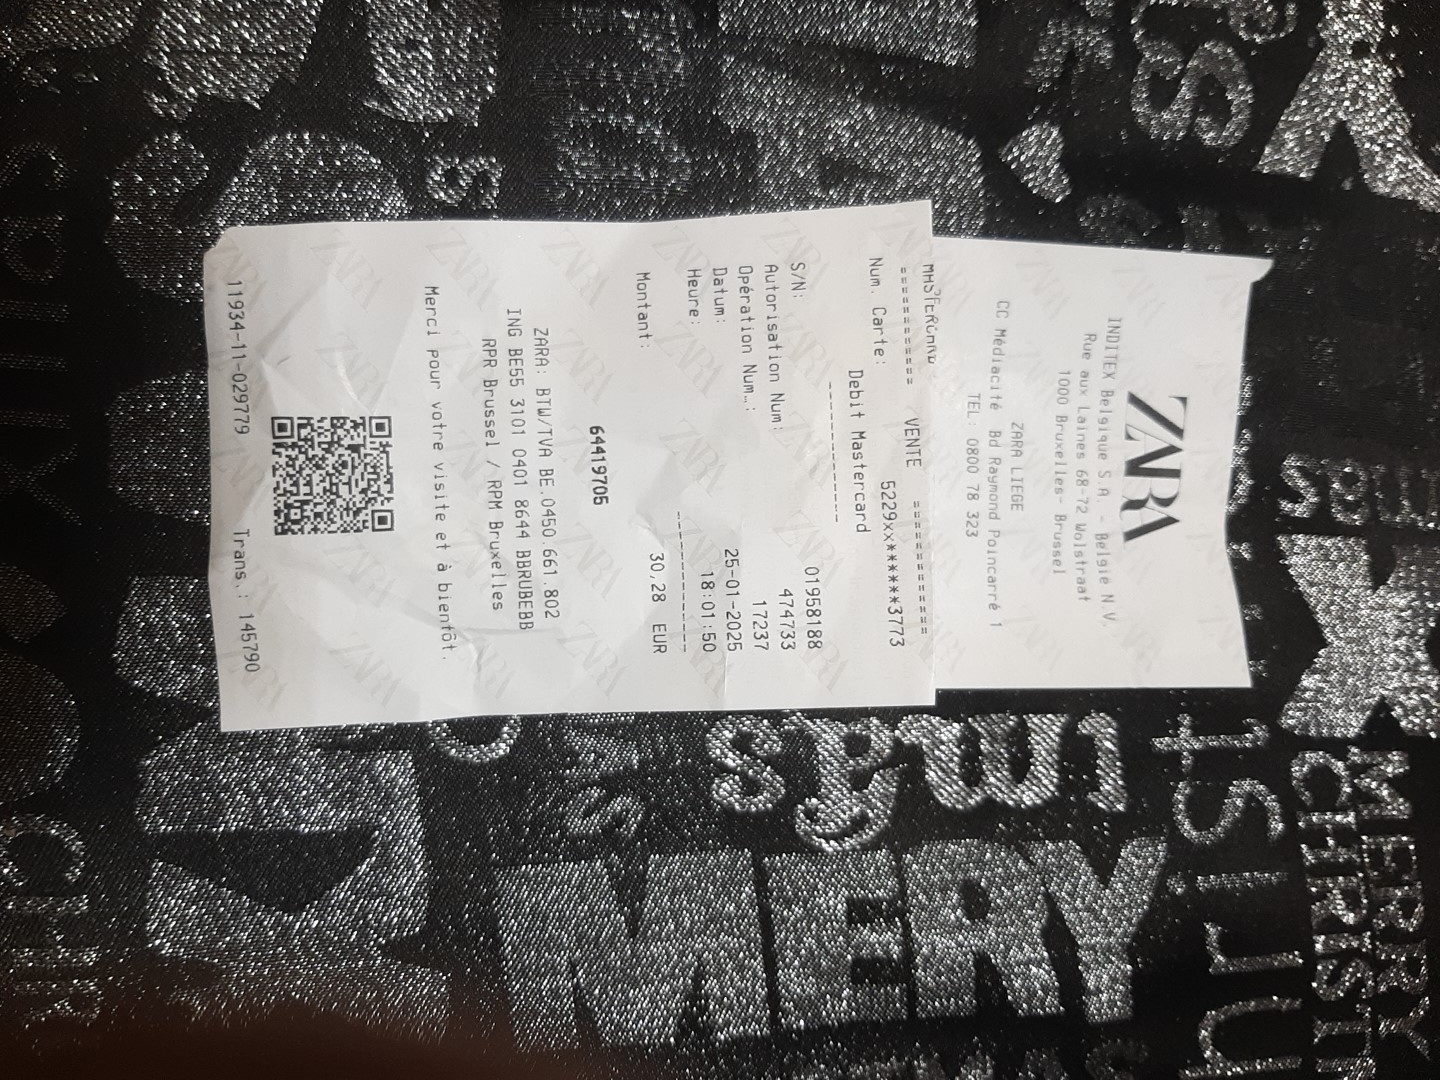 ZARA
INDITEX Belgique S.A. - België N.V.
Rue aux Laines 68-72 Wolstraat
1000 Bruxelles- Brussel
ZARA LIEGE
CC Médiacité Bd Raymond Poincarré 1
TEL: 0800 78 323
MASTERCARD
=========== VENTE ============
Num. Carte: 5229xx*******3773
Debit Mastercard
S/N: 01958188
Autorisation Num: 474733
Opération Num..: 17237
Datum: 25-01-2025
Heure: 18:01:50
Montant: 30,28 EUR
64419705
ZARA: BTW/TVA BE.0450.661.802
ING BE55 3101 0401 8644 BBRUBEBB
RPR Brussel / RPM Bruxelles
Merci pour votre visite et à bientôt.
11934-11-029779 Trans.: 145790
MERRY
MERRY
CHRIST